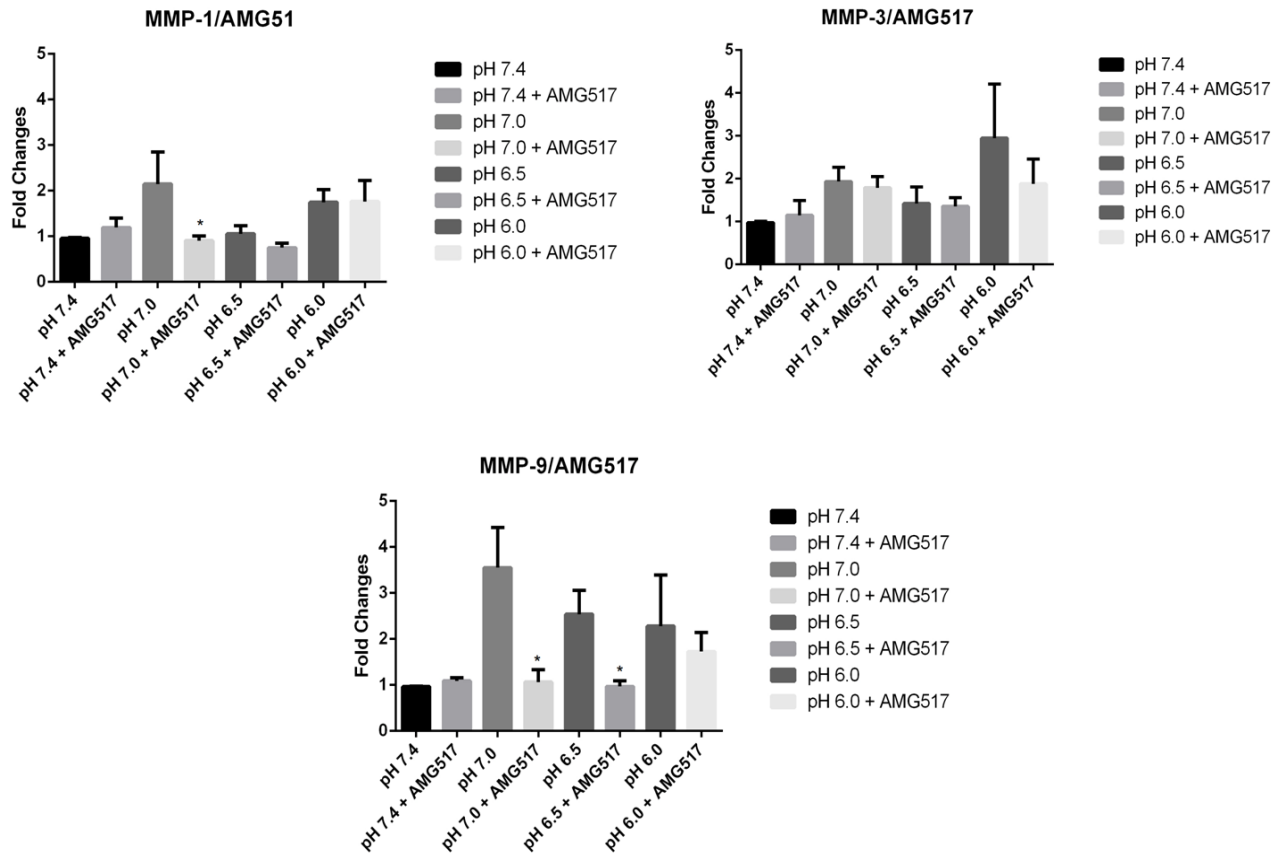 MMP-1/AMG51
Fold Changes
5
4
3
2
1
0
*
pH 7.4
pH 7.4 + AMG517
pH 7.0
pH 7.0 + AMG517
pH 6.5
pH 6.5 + AMG517
pH 6.0
pH 6.0 + AMG517
pH 7.4
pH 7.4 + AMG517
pH 7.0
pH 7.0 + AMG517
pH 6.5
pH 6.5 + AMG517
pH 6.0
pH 6.0 + AMG517
MMP-3/AMG517
Fold Changes
5
4
3
2
1
0
pH 7.4
pH 7.4 + AMG517
pH 7.0
pH 7.0 + AMG517
pH 6.5
pH 6.5 + AMG517
pH 6.0
pH 6.0 + AMG517
pH 7.4
pH 7.4 + AMG517
pH 7.0
pH 7.0 + AMG517
pH 6.5
pH 6.5 + AMG517
pH 6.0
pH 6.0 + AMG517
MMP-9/AMG517
Fold Changes
5
4
3
2
1
0
*
*
pH 7.4
pH 7.4 + AMG517
pH 7.0
pH 7.0 + AMG517
pH 6.5
pH 6.5 + AMG517
pH 6.0
pH 6.0 + AMG517
pH 7.4
pH 7.4 + AMG517
pH 7.0
pH 7.0 + AMG517
pH 6.5
pH 6.5 + AMG517
pH 6.0
pH 6.0 + AMG517